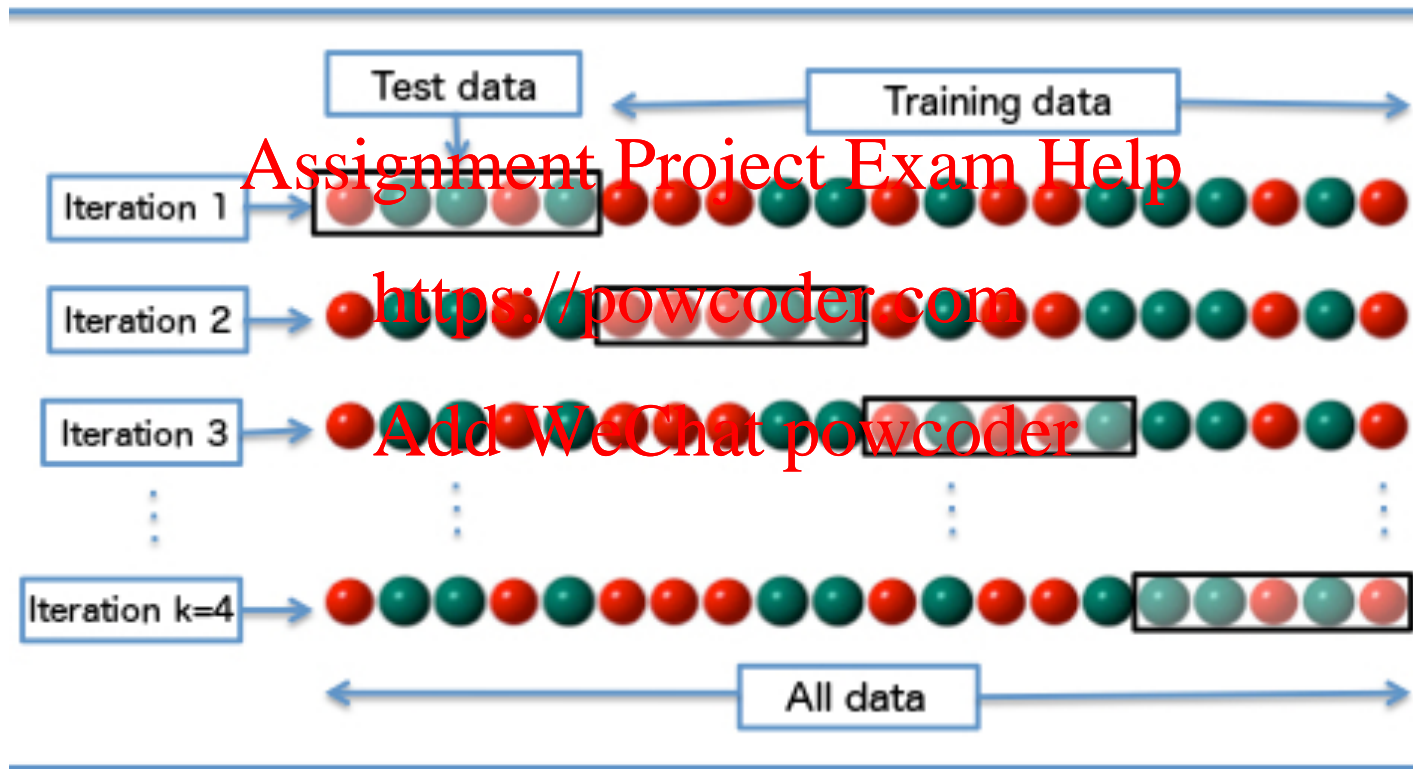 Test data
Training data
Assignment Project Exam Help
Iteration 1
https://powcoder.com
Iteration 2
Add WeChat powcoder
Iteration 3
Iteration k=4
All data